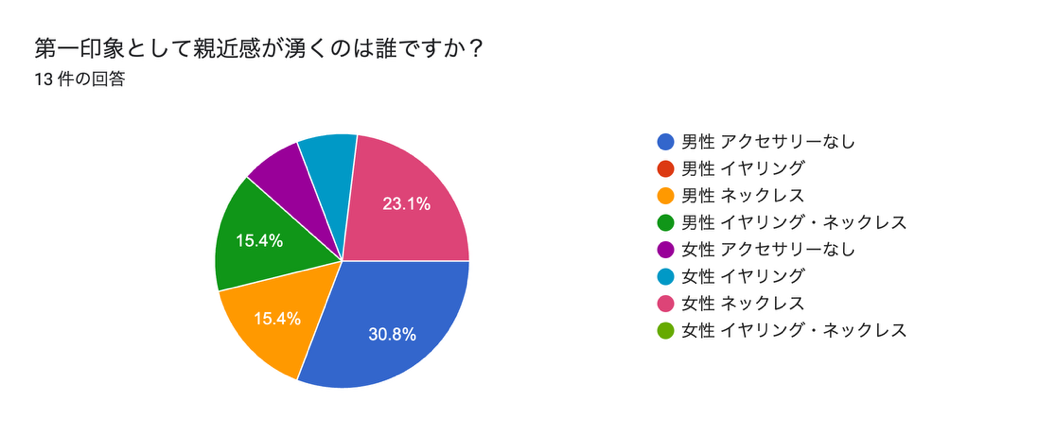 第一印象として親近感が湧くのは誰ですか？
13 件の回答
男性 アクセサリーなし
男性 イヤリング
男性 ネックレス
男性 イヤリング・ネックレス
女性 アクセサリーなし
女性 イヤリング
女性 ネックレス
女性 イヤリング・ネックレス
23.1%
15.4%
15.4%
30.8%